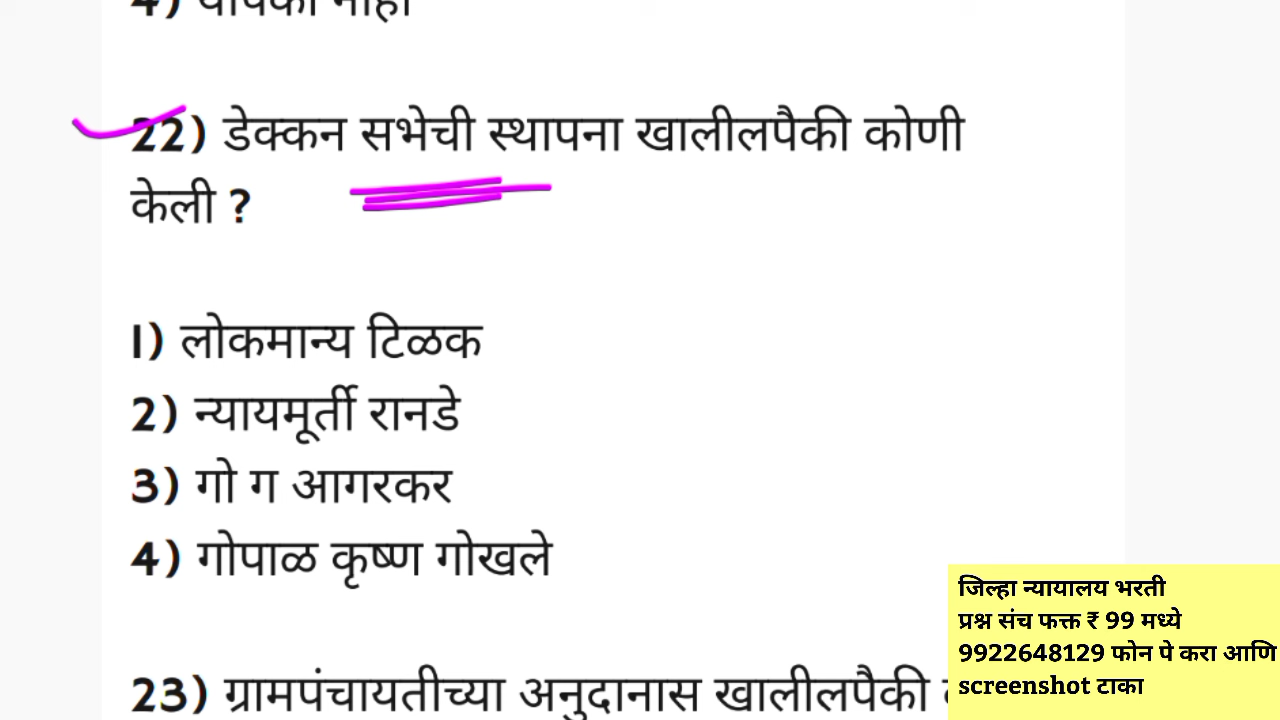 4) यापैकी नाही
22) डेक्कन सभेची स्थापना खालीलपैकी कोणी
केली ?
1) लोकमान्य टिळक
2) न्यायमूर्ती रानडे
3) गो ग आगरकर
4) गोपाळ कृष्ण गोखले
जिल्हा न्यायालय भरती
प्रश्न संच फक्त ₹ 99 मध्ये
9922648129 फोन पे करा आणि
screenshot टाका
23) ग्रामपंचायतीच्या अनुदानास खालीलपैकी